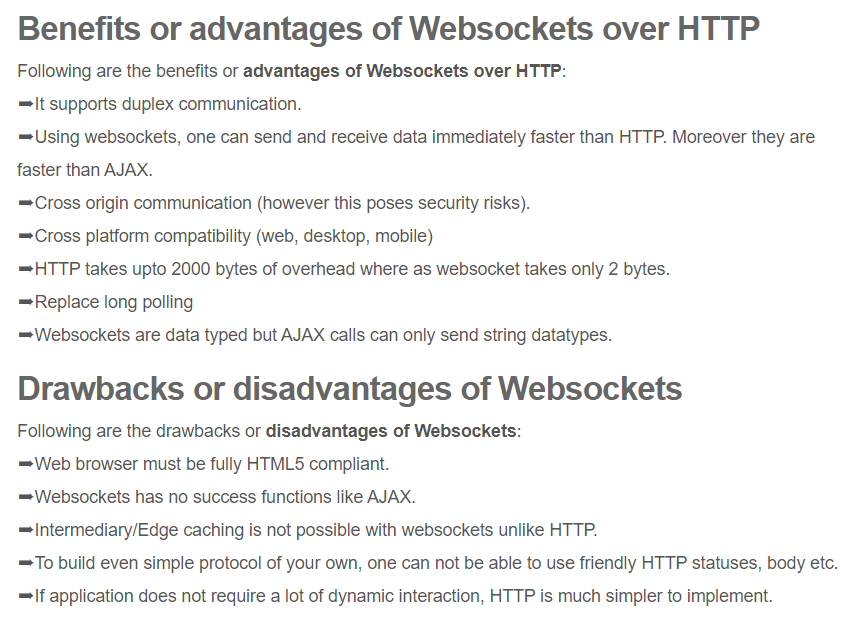 Benefits or advantages of Websockets over HTTP
Following are the benefits or advantages of Websockets over HTTP:
➨It supports duplex communication.
➨Using websockets, one can send and receive data immediately faster than HTTP. Moreover they are
faster than AJAX.
➨Cross origin communication (however this poses security risks).
➨Cross platform compatibility (web, desktop, mobile)
➨HTTP takes upto 2000 bytes of overhead where as websocket takes only 2 bytes.
➨Replace long polling
➨Websockets are data typed but AJAX calls can only send string datatypes.
Drawbacks or disadvantages of Websockets
Following are the drawbacks or disadvantages of Websockets:
➨Web browser must be fully HTML5 compliant.
➨Websockets has no success functions like AJAX.
➨Intermediary/Edge caching is not possible with websockets unlike HTTP.
➨To build even simple protocol of your own, one can not be able to use friendly HTTP statuses, body etc.
➨If application does not require a lot of dynamic interaction, HTTP is much simpler to implement.